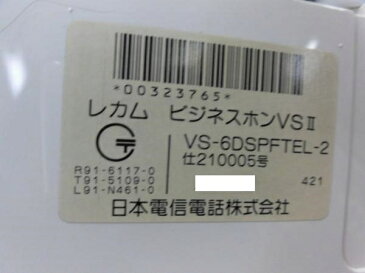 *00323765*
レカム ビジネスホンVSⅡ
VS-6DSPFTEL-2
仕210005号
R91-6117-0
T91-5109-0
L91-N461-0
421
日本電信電話株式会社